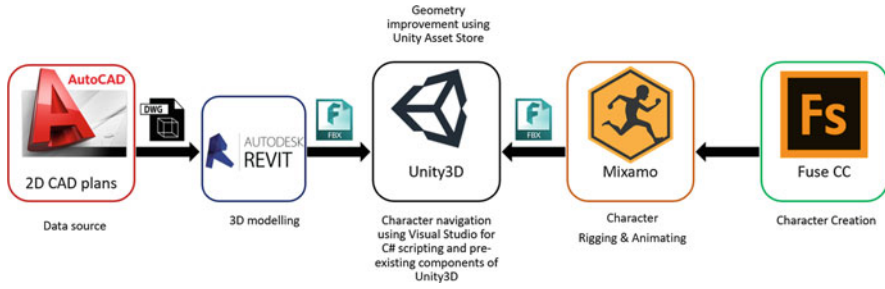 Geometry
improvement using
Unity Asset Store
AutoCAD
A
2D CAD plans
Data source
DWG
AUTODESK
REVIT
R
3D modelling
F
FBX
Unity3D
Character navigation
using Visual Studio for
C# scripting and pre-
existing components of
Unity3D
F
FBX
Mixamo
Character
Rigging & Animating
Fs
Fuse CC
Character Creation